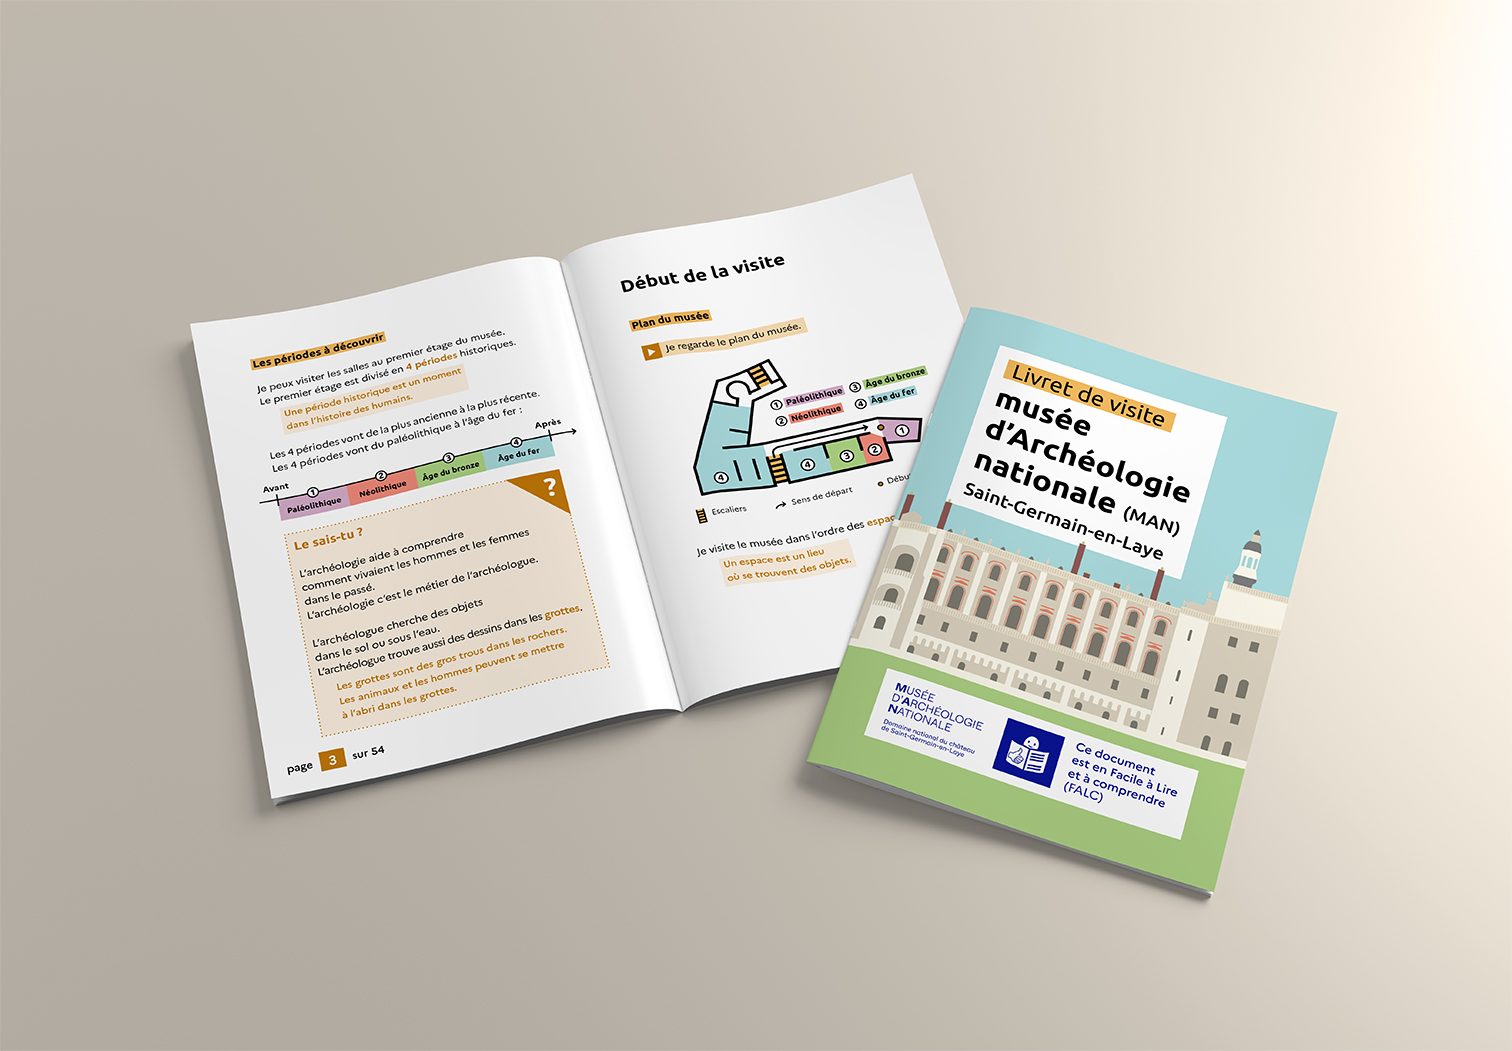 Les périodes à découvrir
Je peux visiter les salles au premier étage du musée.
Le premier étage est divisé en 4 périodes historiques.
Une période historique est un moment
dans l'histoire des humains.
Les 4 périodes vont de la plus ancienne à la plus récente.
Les 4 périodes vont du paléolithique à l'âge du fer :
Avant
Après
1
2
3
4
Paléolithique
Néolithique
Âge du bronze
Âge du fer
?
Le sais-tu ?
L'archéologie aide à comprendre
comment vivaient les hommes et les femmes
dans le passé.
L'archéologie c'est le métier de l'archéologue.
L'archéologue cherche des objets
dans le sol ou sous l'eau.
L'archéologue trouve aussi des dessins dans les grottes.
Les grottes sont des gros trous dans les rochers.
Les animaux et les hommes peuvent se mettre
à l'abri dans les grottes.
page 3 sur 54
Début de la visite
Plan du musée
Je regarde le plan du musée.
1 Paléolithique
3 Âge du bronze
2 Néolithique
4 Âge du fer
4
4
3
2
1
Escaliers
Sens de départ
Début
Je visite le musée dans l'ordre des espac
Un espace est un lieu
où se trouvent des objets.
Livret de visite
musée
d'Archéologie
nationale (MAN)
Saint-Germain-en-Laye
MUSÉE
D'ARCHÉOLOGIE
NATIONALE
Domaine national du château
de Saint-Germain-en-Laye
Ce document
est en Facile à Lire
et à comprendre
(FALC)